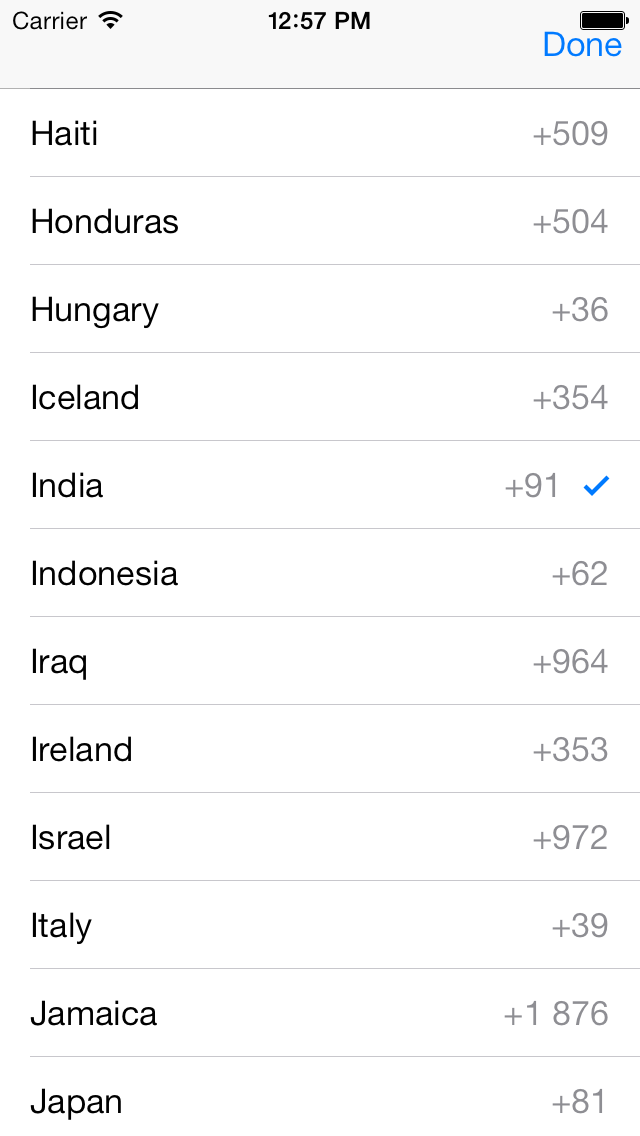 Carrier 12:57 PM
Done
Haiti +509
Honduras +504
Hungary +36
Iceland +354
India +91
Indonesia +62
Iraq +964
Ireland +353
Israel +972
Italy +39
Jamaica +1 876
Japan +81